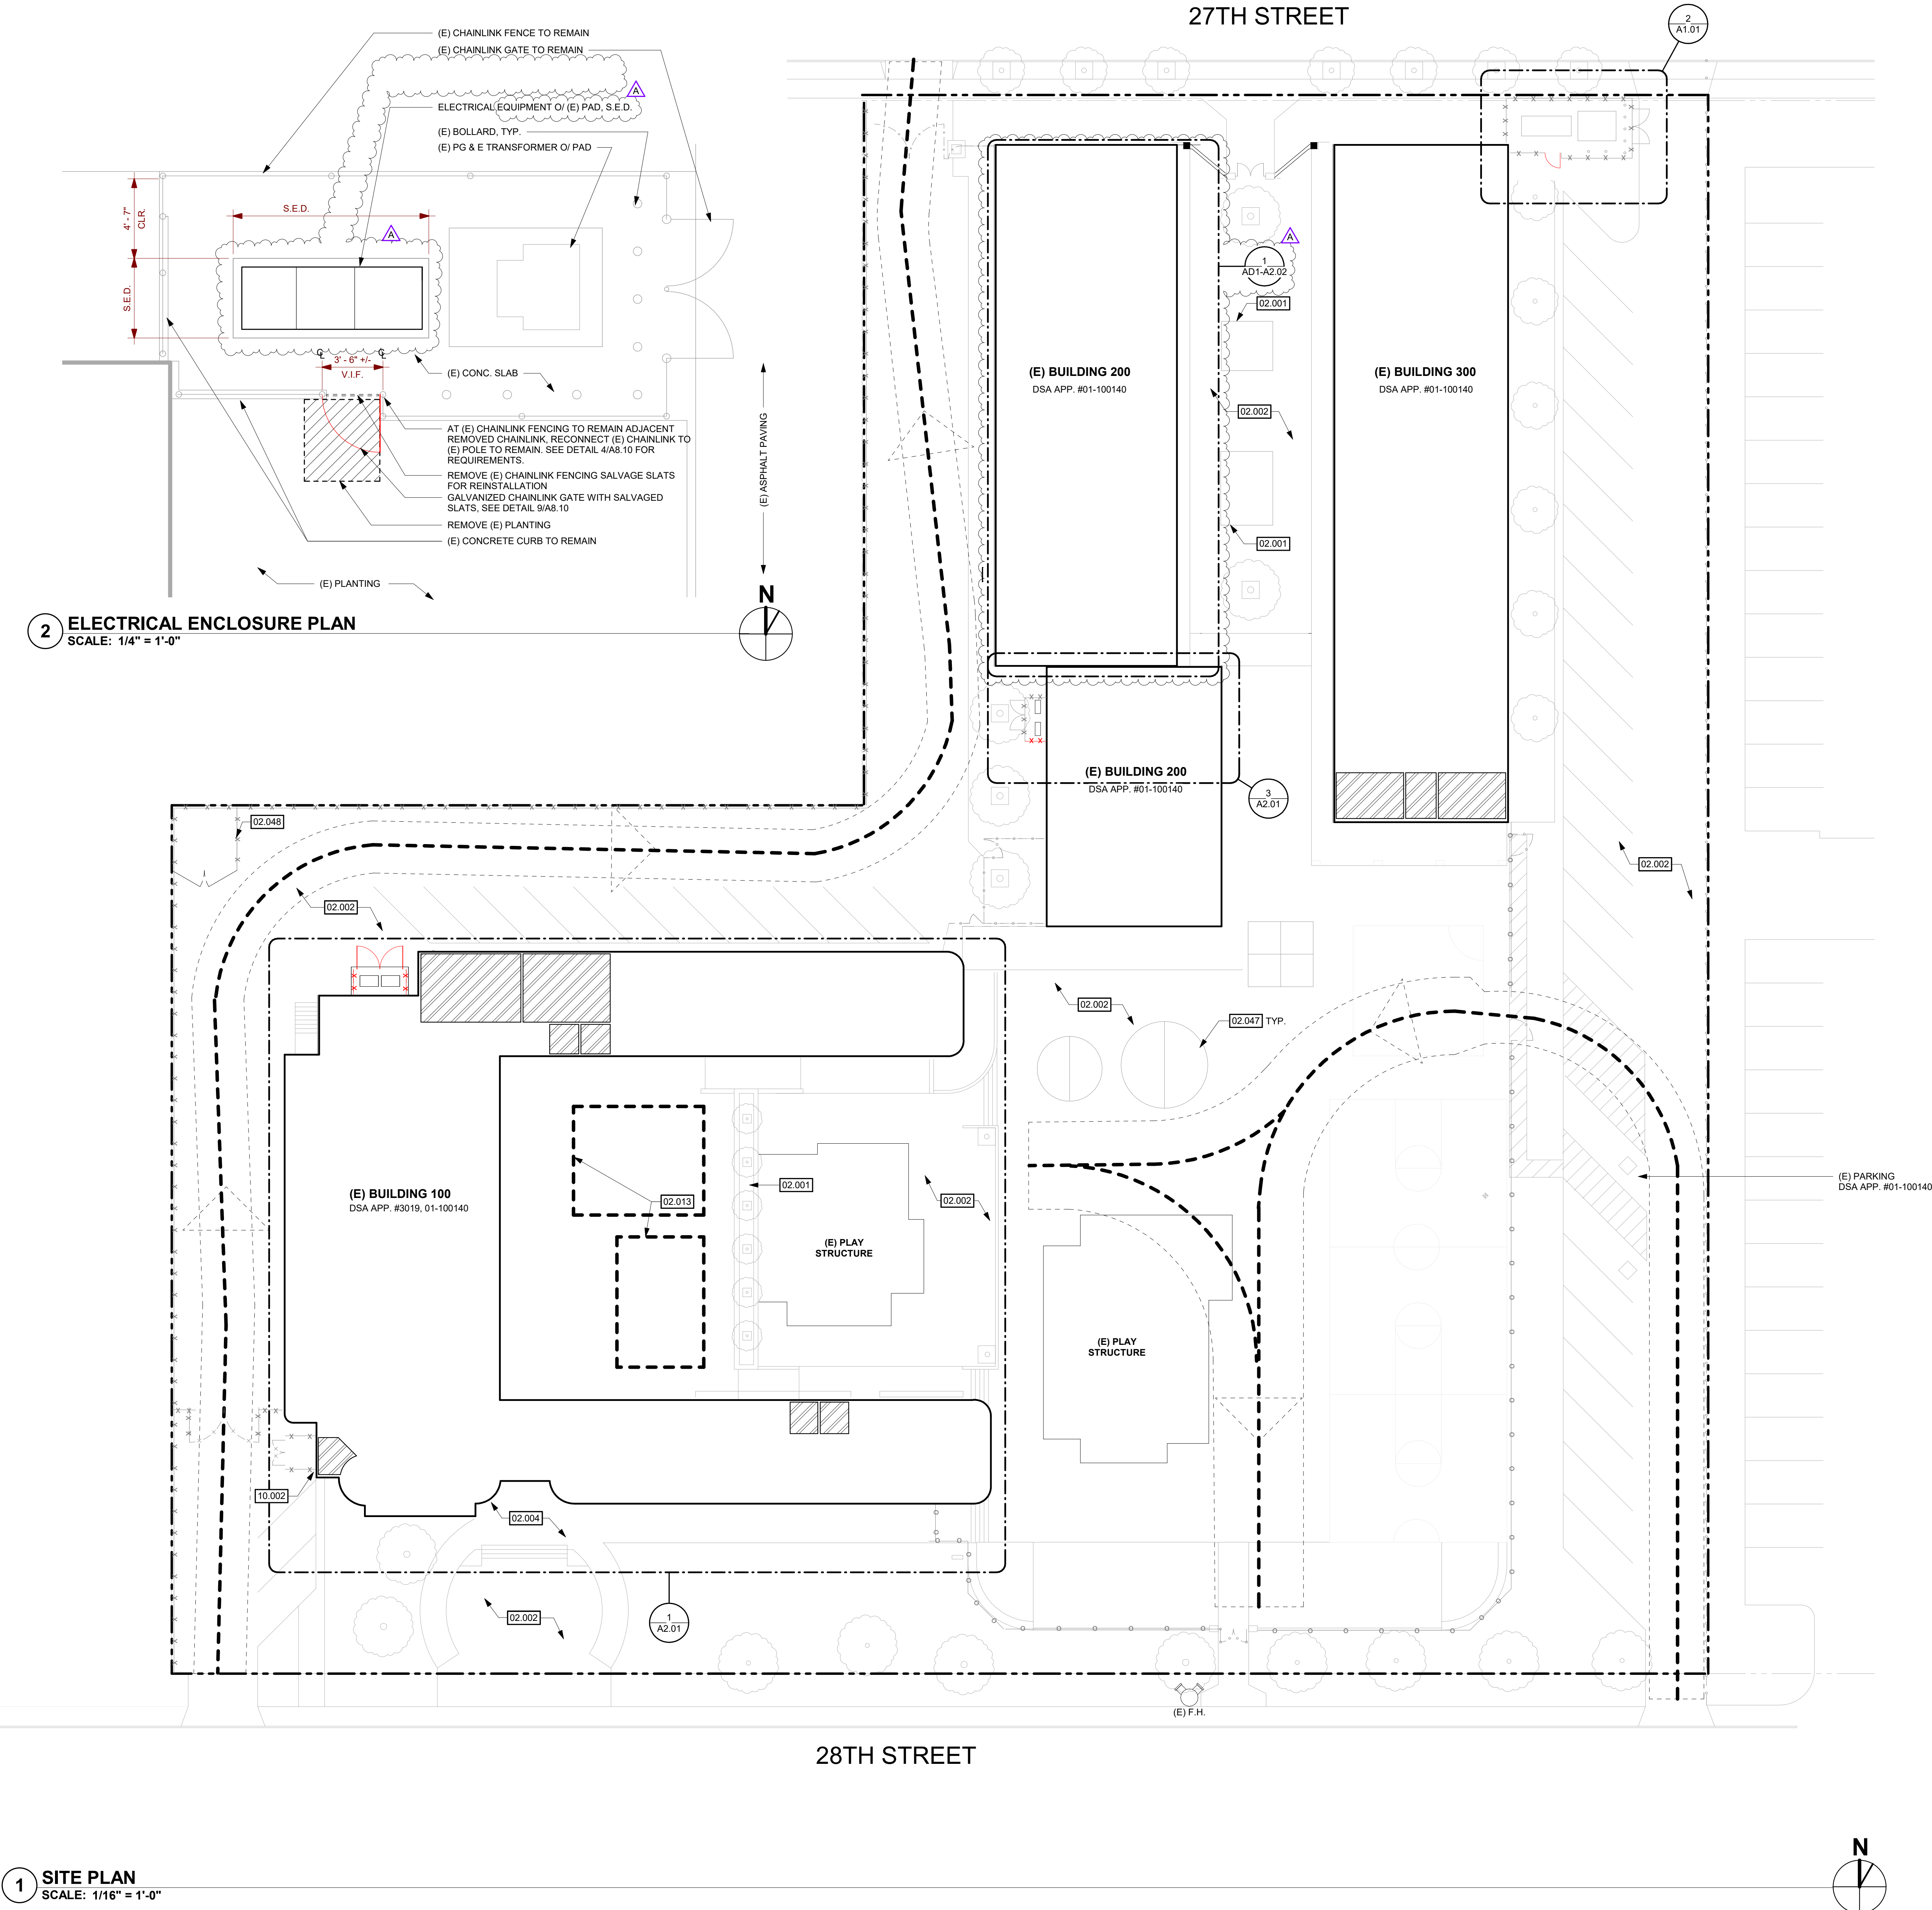 27TH STREET
2
A1.01
(E) CHAINLINK FENCE TO REMAIN
(E) CHAINLINK GATE TO REMAIN
A
ELECTRICAL EQUIPMENT O/ (E) PAD, S.E.D.
(E) BOLLARD, TYP.
(E) PG & E TRANSFORMER O/ PAD
4' - 7"
CLR.
S.E.D.
A
S.E.D.
3' - 6" +/-
V.I.F.
(E) CONC. SLAB
(E) ASPHALT PAVING
AT (E) CHAINLINK FENCING TO REMAIN ADJACENT
REMOVED CHAINLINK, RECONNECT (E) CHAINLINK TO
(E) POLE TO REMAIN. SEE DETAIL 4/A8.10 FOR
REQUIREMENTS.
REMOVE (E) CHAINLINK FENCING SALVAGE SLATS
FOR REINSTALLATION
GALVANIZED CHAINLINK GATE WITH SALVAGED
SLATS, SEE DETAIL 9/A8.10
REMOVE (E) PLANTING
(E) CONCRETE CURB TO REMAIN
(E) PLANTING
N
2
ELECTRICAL ENCLOSURE PLAN
SCALE: 1/4" = 1'-0"
A
1
AD1-A2.02
02.001
(E) BUILDING 200
DSA APP. #01-100140
(E) BUILDING 300
DSA APP. #01-100140
02.002
02.001
(E) BUILDING 200
DSA APP. #01-100140
3
A2.01
02.048
02.002
02.002
02.002
02.047 TYP.
(E) BUILDING 100
DSA APP. #3019, 01-100140
02.013
02.001
02.002
(E) PARKING
DSA APP. #01-100140
(E) PLAY
STRUCTURE
(E) PLAY
STRUCTURE
10.002
02.004
02.002
1
A2.01
(E) F.H.
28TH STREET
N
1
SITE PLAN
SCALE: 1/16" = 1'-0"